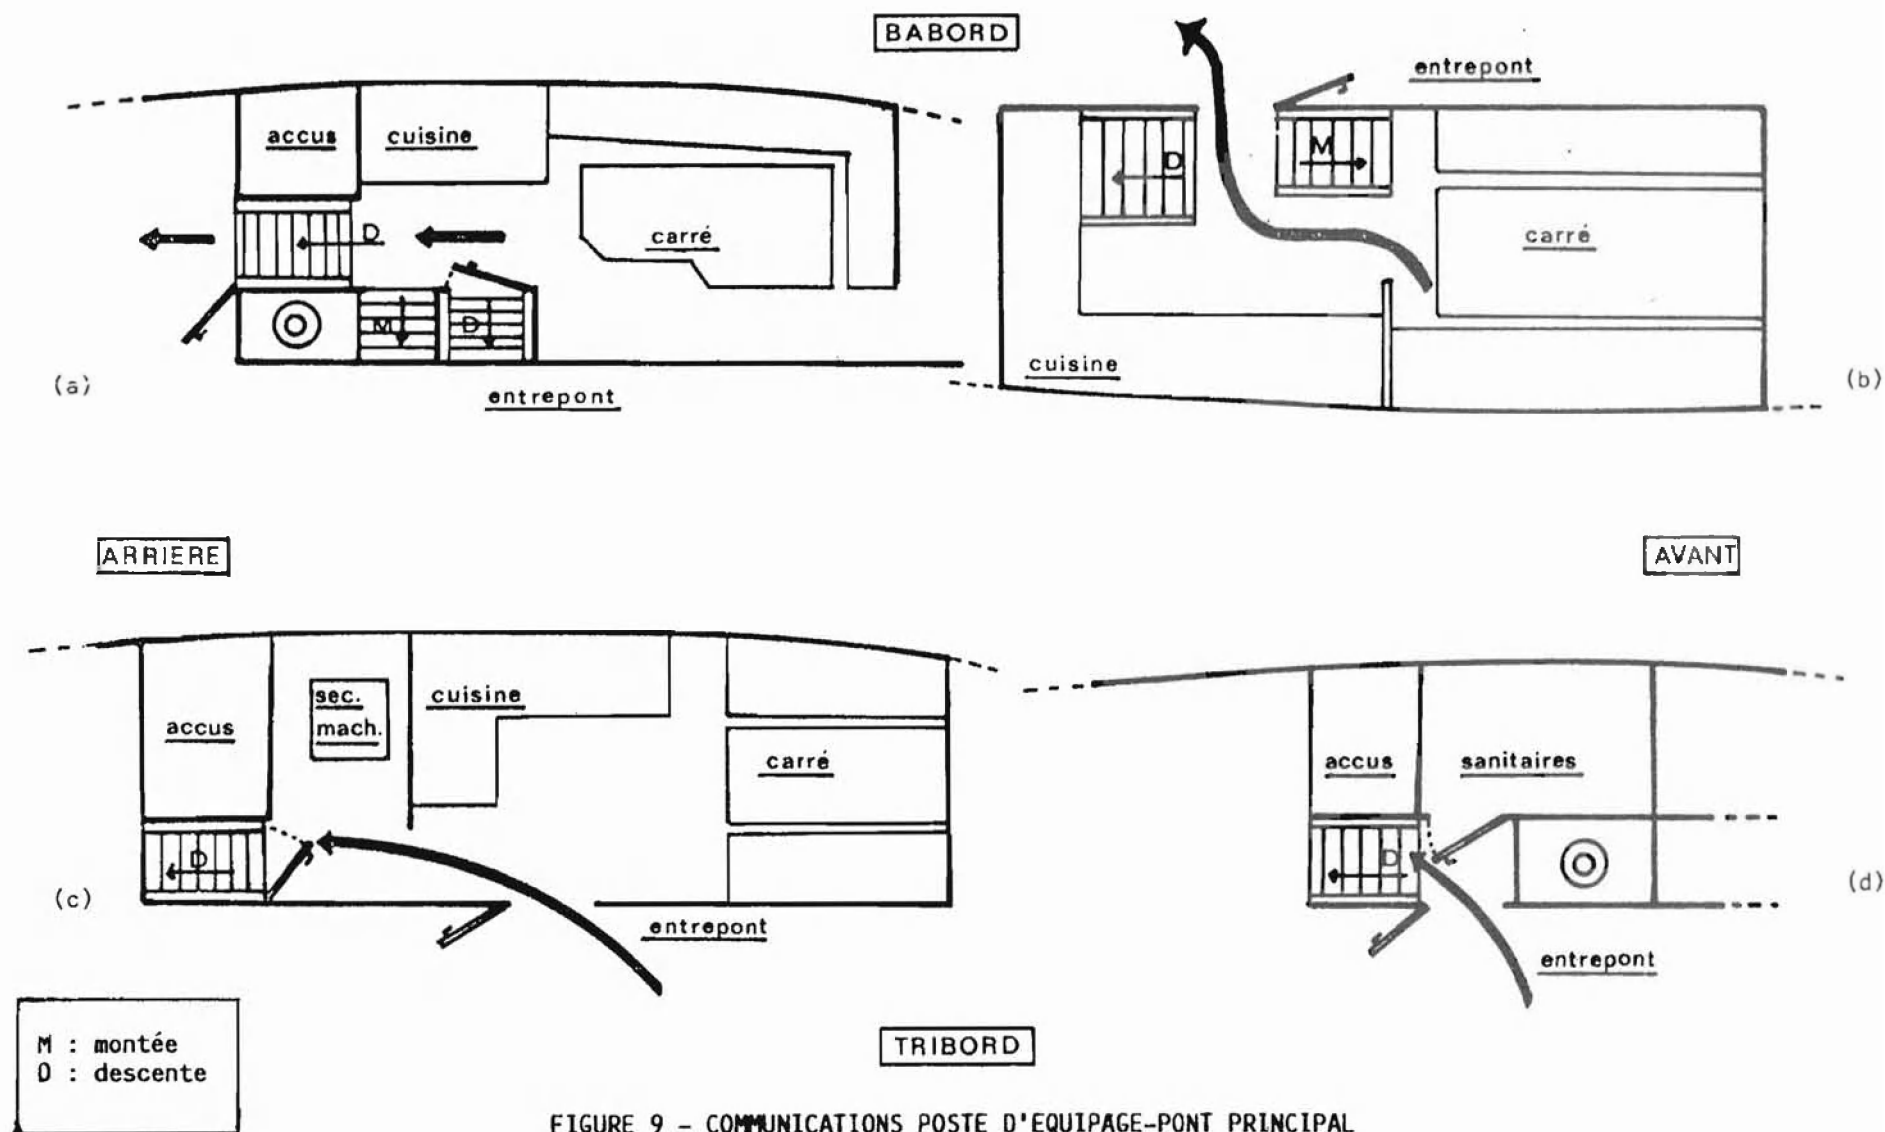 BABORD
entrepont
accus
cuisine
D
M
D
carré
carré
M
D
D
cuisine
(a)
(b)
entrepont
ARRIERE
AVANT
sec.
mach.
cuisine
accus
carré
accus
sanitaires
D
D
(c)
(d)
entrepont
entrepont
M : montée
D : descente
TRIBORD
FIGURE 9 - COMMUNICATIONS POSTE D'EQUIPAGE-PONT PRINCIPAL